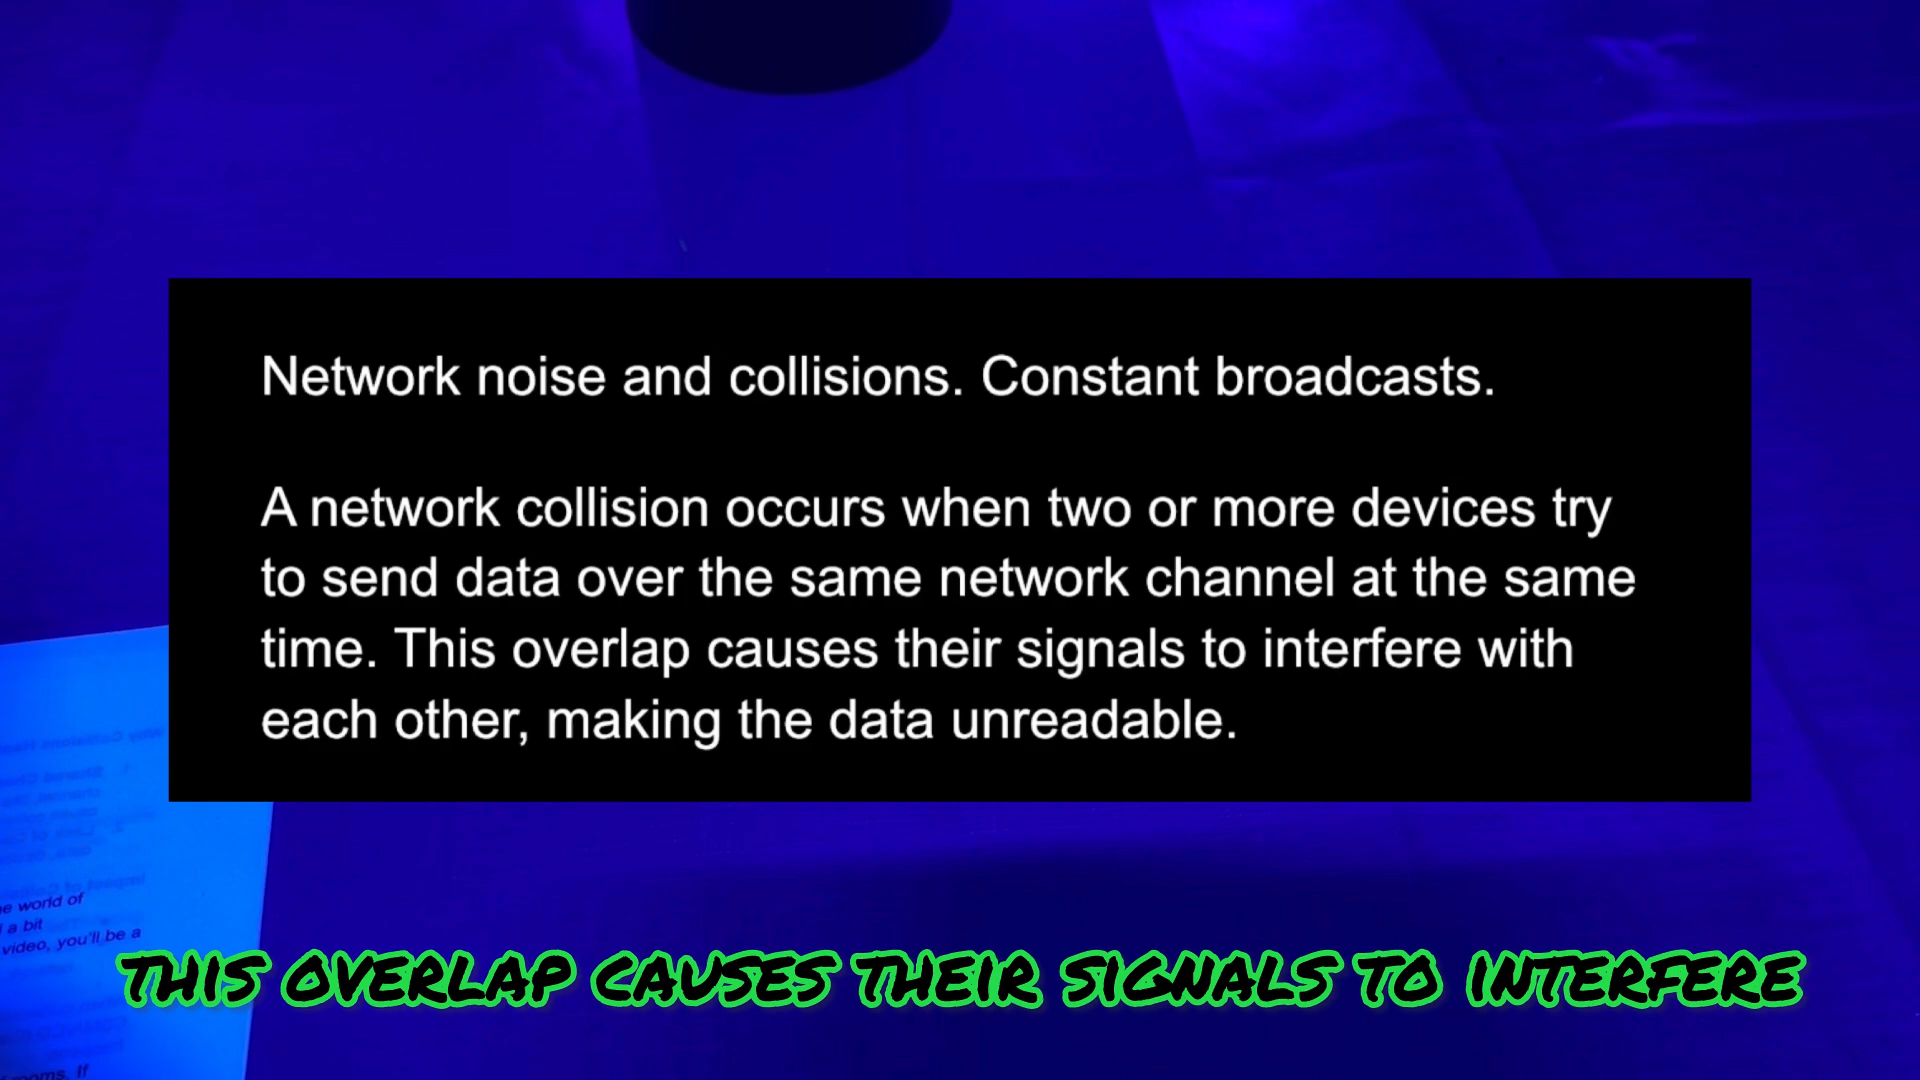 Network noise and collisions. Constant broadcasts.
A network collision occurs when two or more devices try
to send data over the same network channel at the same
time. This overlap causes their signals to interfere with
each other, making the data unreadable.
world of
a bit
video, you'll be a
THIS OVERLAP CAUSES THEIR SIGNALS TO INTERFERE
If